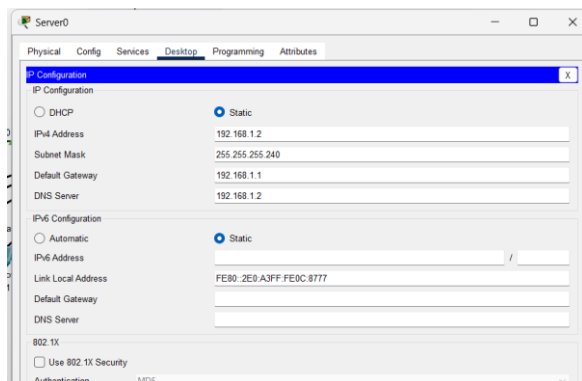 Server0
Physical Config Services Desktop Programming Attributes
IP Configuration X
IP Configuration
DHCP Static
IPv4 Address 192.168.1.2
Subnet Mask 255.255.255.240
Default Gateway 192.168.1.1
DNS Server 192.168.1.2
IPv6 Configuration
Automatic Static
IPv6 Address /
Link Local Address FE80::2E0:A3FF:FE0C:8777
Default Gateway
DNS Server
802.1X
Use 802.1X Security
Authentication MD5